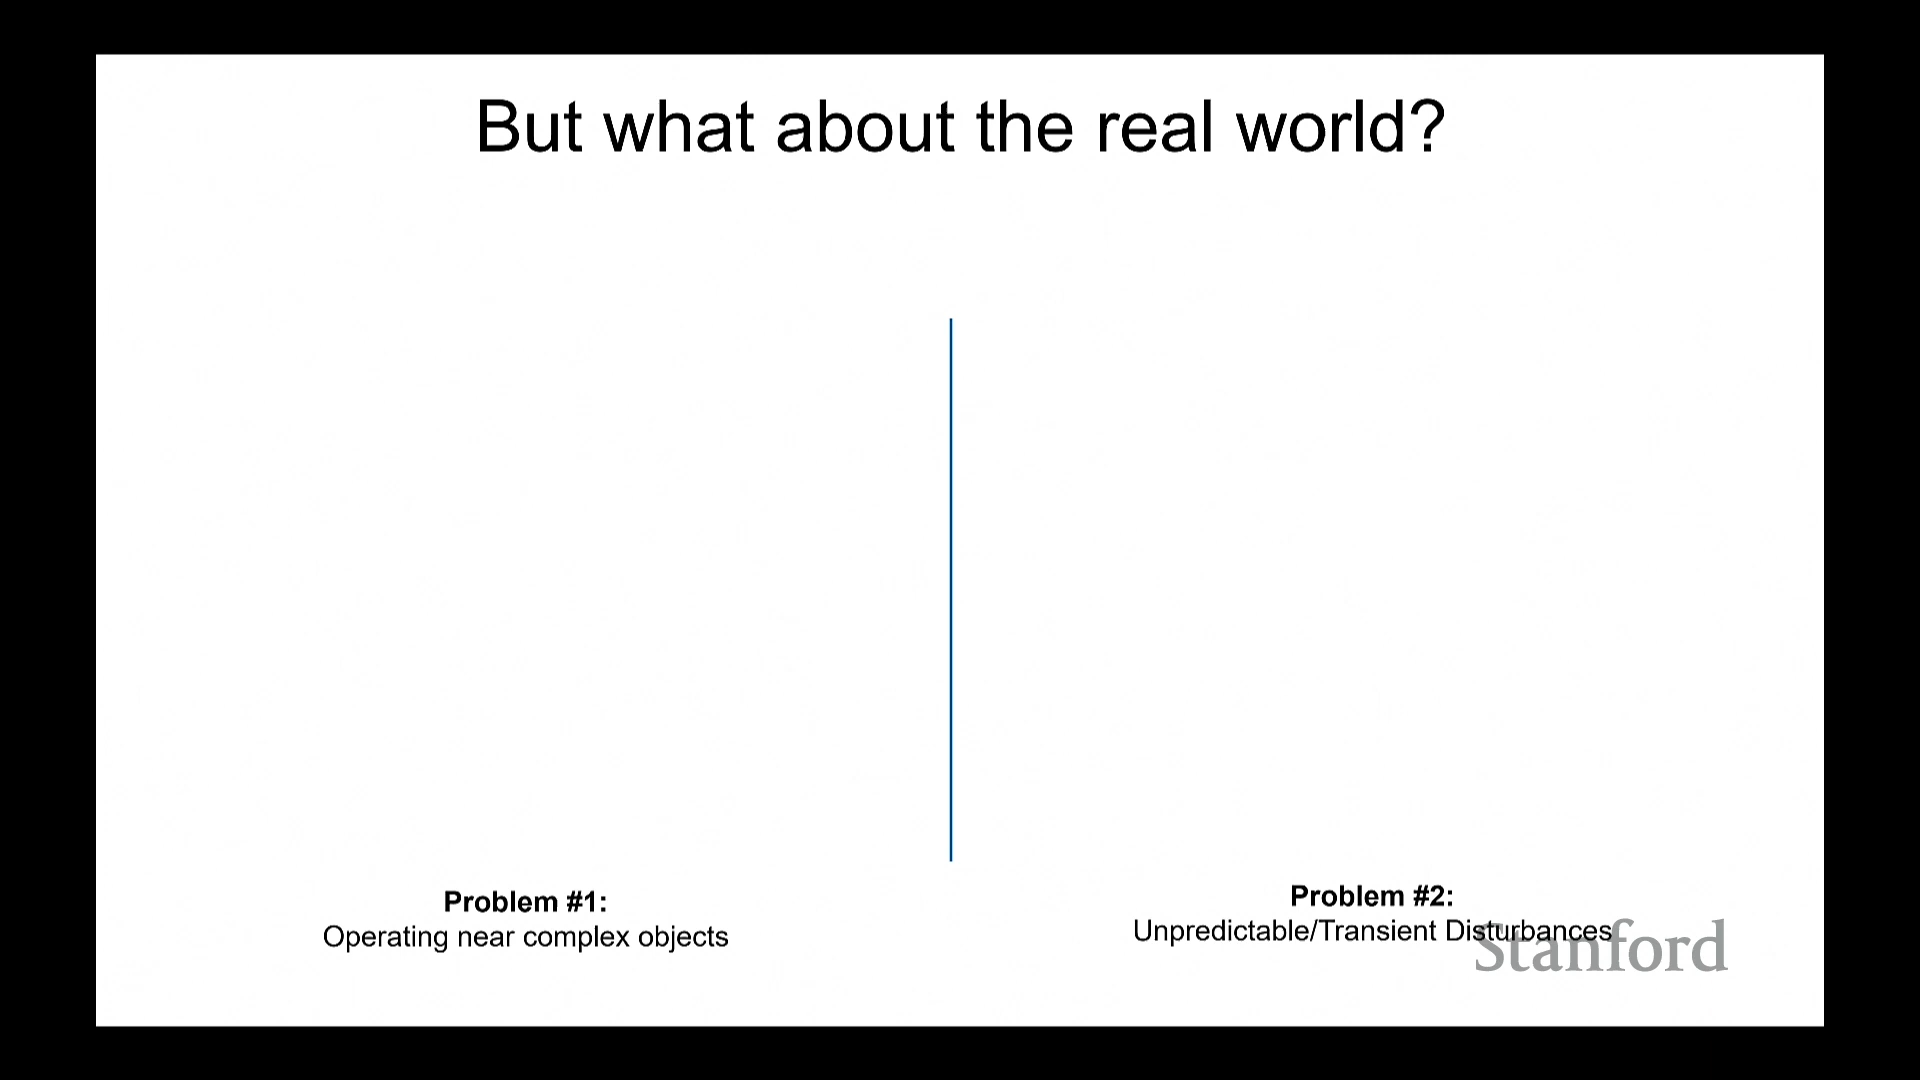 But what about the real world?
Problem #1:
Operating near complex objects
Problem #2:
Unpredictable/Transient Disturbances
Stanford